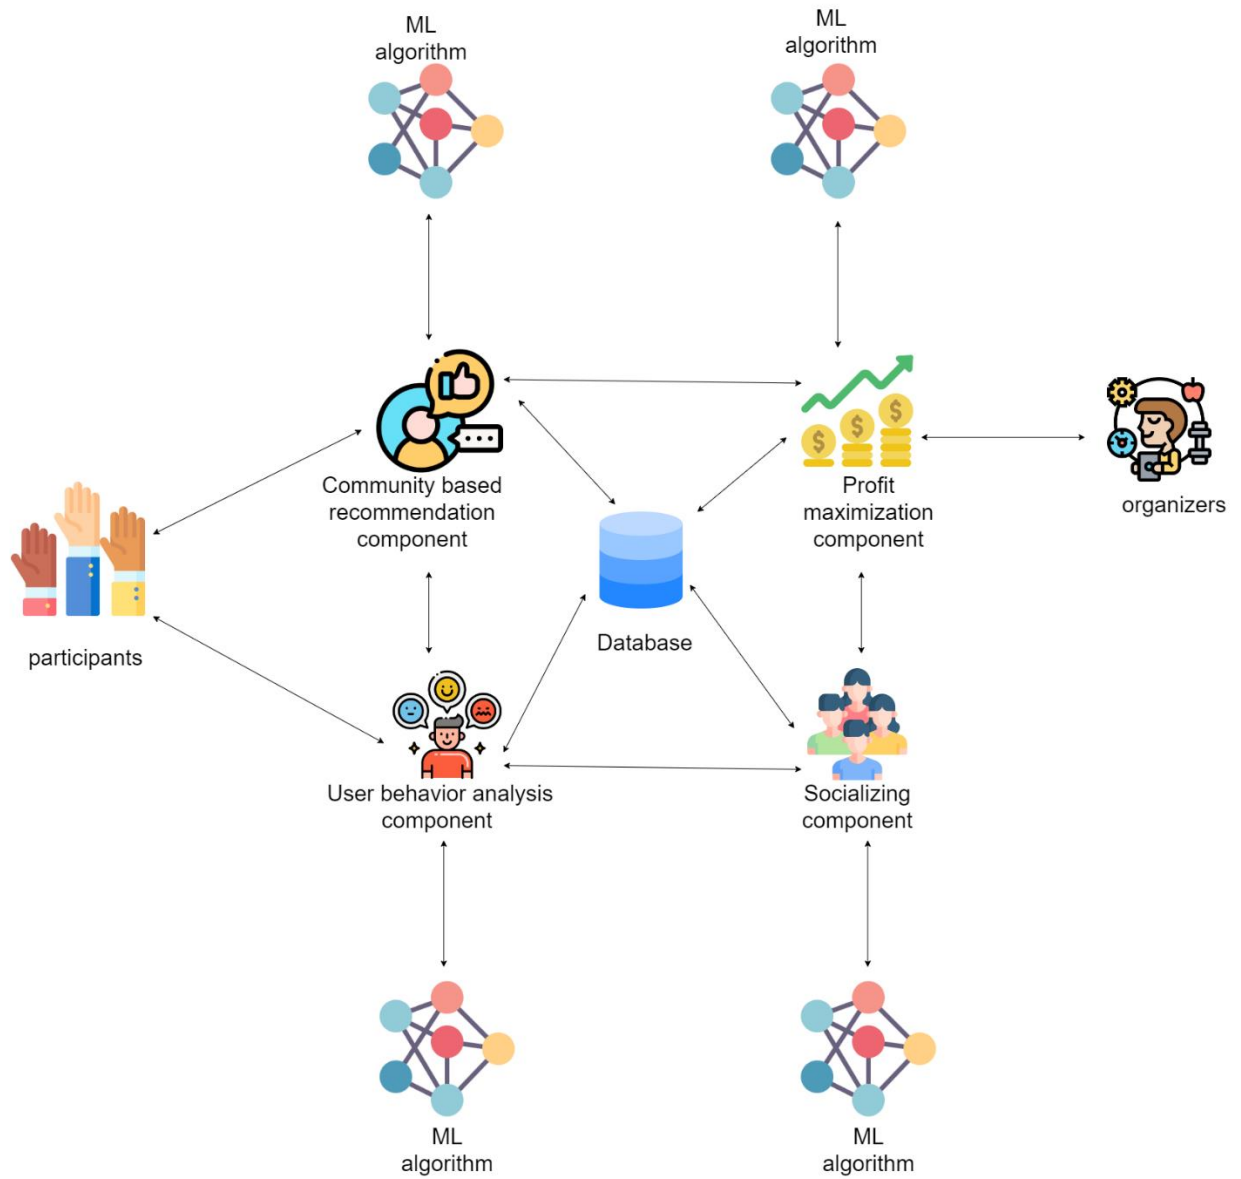 ML
algorithm
ML
algorithm
$
$
$
Community based
recommendation
component
Profit
maximization
component
organizers
Database
participants
User behavior analysis
component
Socializing
component
ML
algorithm
ML
algorithm